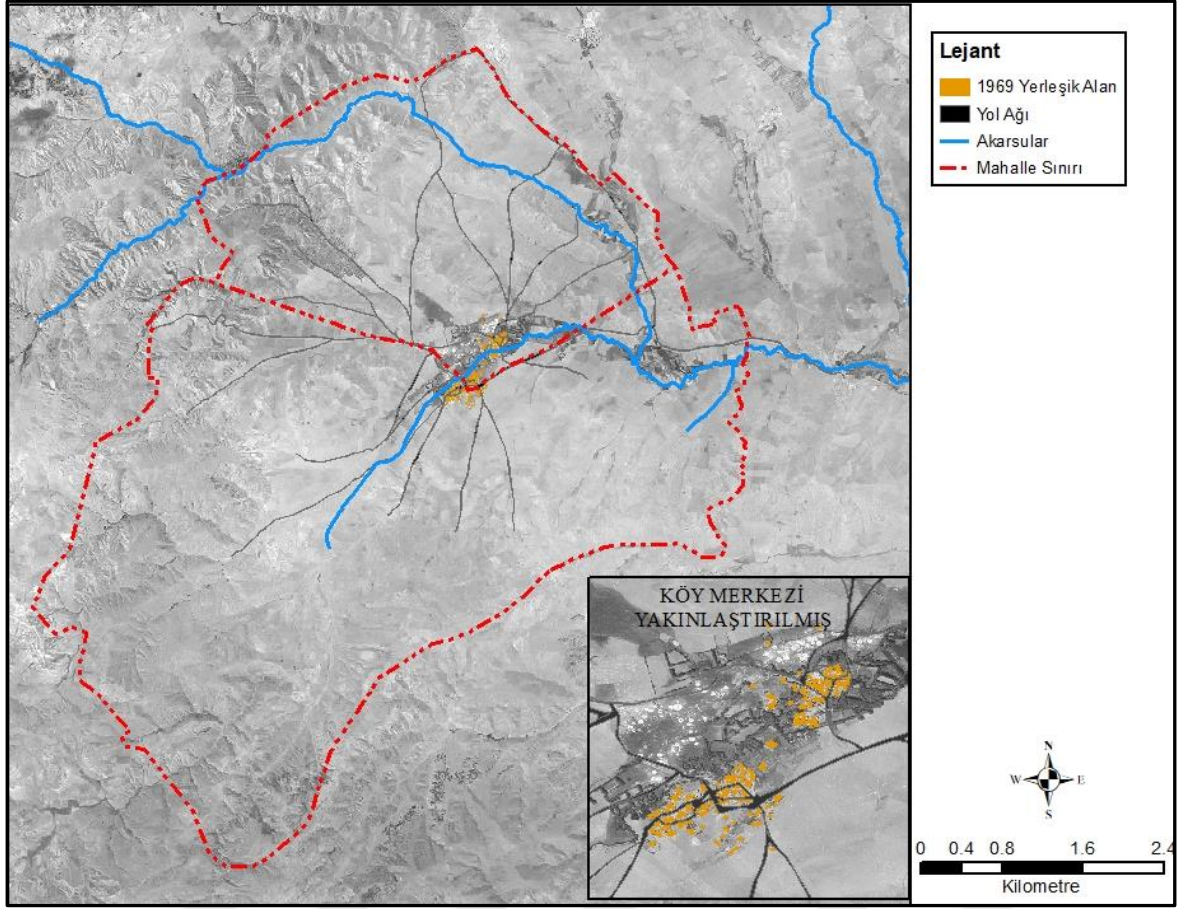 Lejant
1969 Yerleşik Alan
Yol Ağı
Akarsular
Mahalle Sınırı
KÖY MERKEZİ
YAKINLAŞTIRILMIŞ
N
W E
S
0 0.4 0.8 1.6 2.4
Kilometre